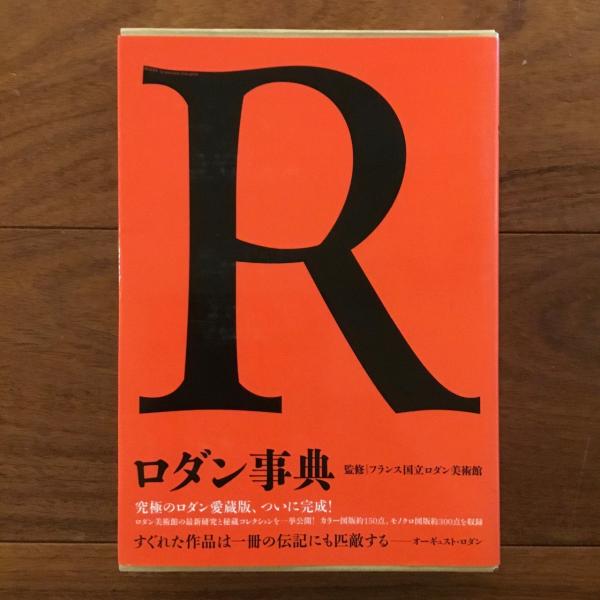 R
ロダン事典 監修|フランス国立ロダン美術館
究極のロダン愛蔵版、ついに完成!
ロダン美術館の最新研究と秘蔵コレクションを一挙公開! カラー図版約150点、モノクロ図版約300点を収録
すぐれた作品は一冊の伝記にも匹敵する——オーギュスト・ロダン